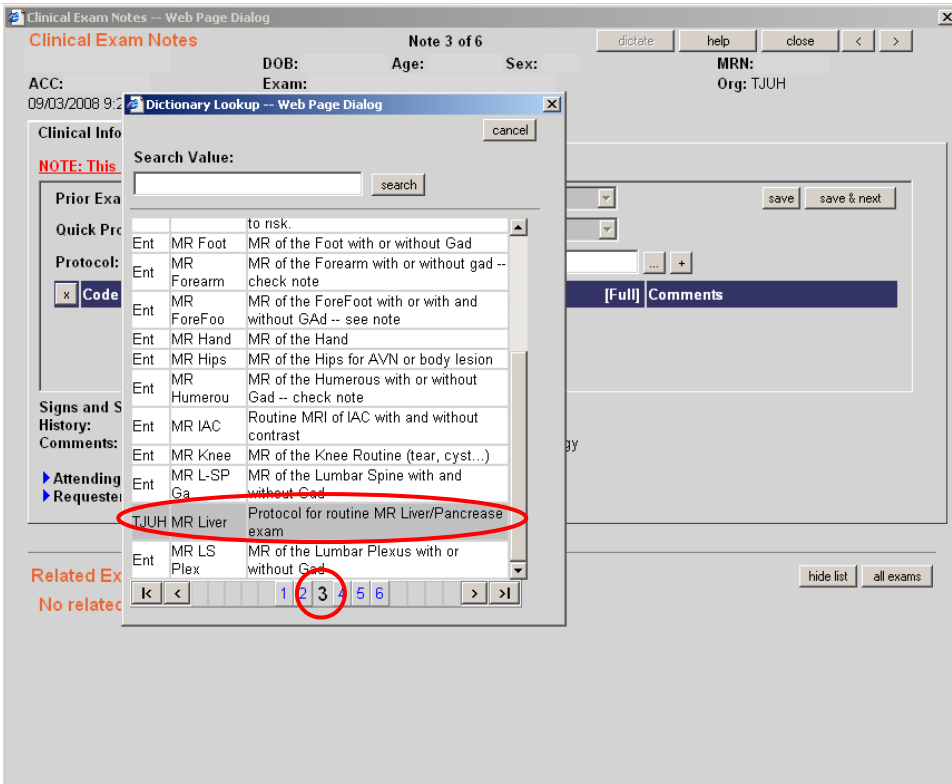 Clinical Exam Notes -- Web Page Dialog
Clinical Exam Notes Note 3 of 6 dictate help close < >
DOB: Age: Sex: MRN:
ACC: Exam: Org: TJUH
09/03/2008 9:2
Dictionary Lookup -- Web Page Dialog
cancel
Clinical Info
Search Value:
NOTE: This
search
Prior Exa save save & next
Quick Pro
to risk.
Ent MR Foot MR of the Foot with or without Gad
Protocol: ... +
Ent MR Forearm MR of the Forearm with or without gad --
check note
x Code [Full] Comments
Ent MR ForeFoo MR of the ForeFoot with or with and
without GAd -- see note
Ent MR Hand MR of the Hand
Ent MR Hips MR of the Hips for AVN or body lesion
Ent MR Humerou MR of the Humerous with or without
Gad -- check note
Signs and S
History:
Comments: gy
Ent MR IAC Routine MRI of IAC with and without
contrast
Ent MR Knee MR of the Knee Routine (tear, cyst...)
Attending
Requester
Ent MR L-SP Ga MR of the Lumbar Spine with and
without Gad
TJUH MR Liver Protocol for routine MR Liver/Pancrease
exam
Ent MR LS Plex MR of the Lumbar Plexus with or
without Gad
Related Ex hide list all exams
|< < 1 2 3 4 5 6 > >|
No related